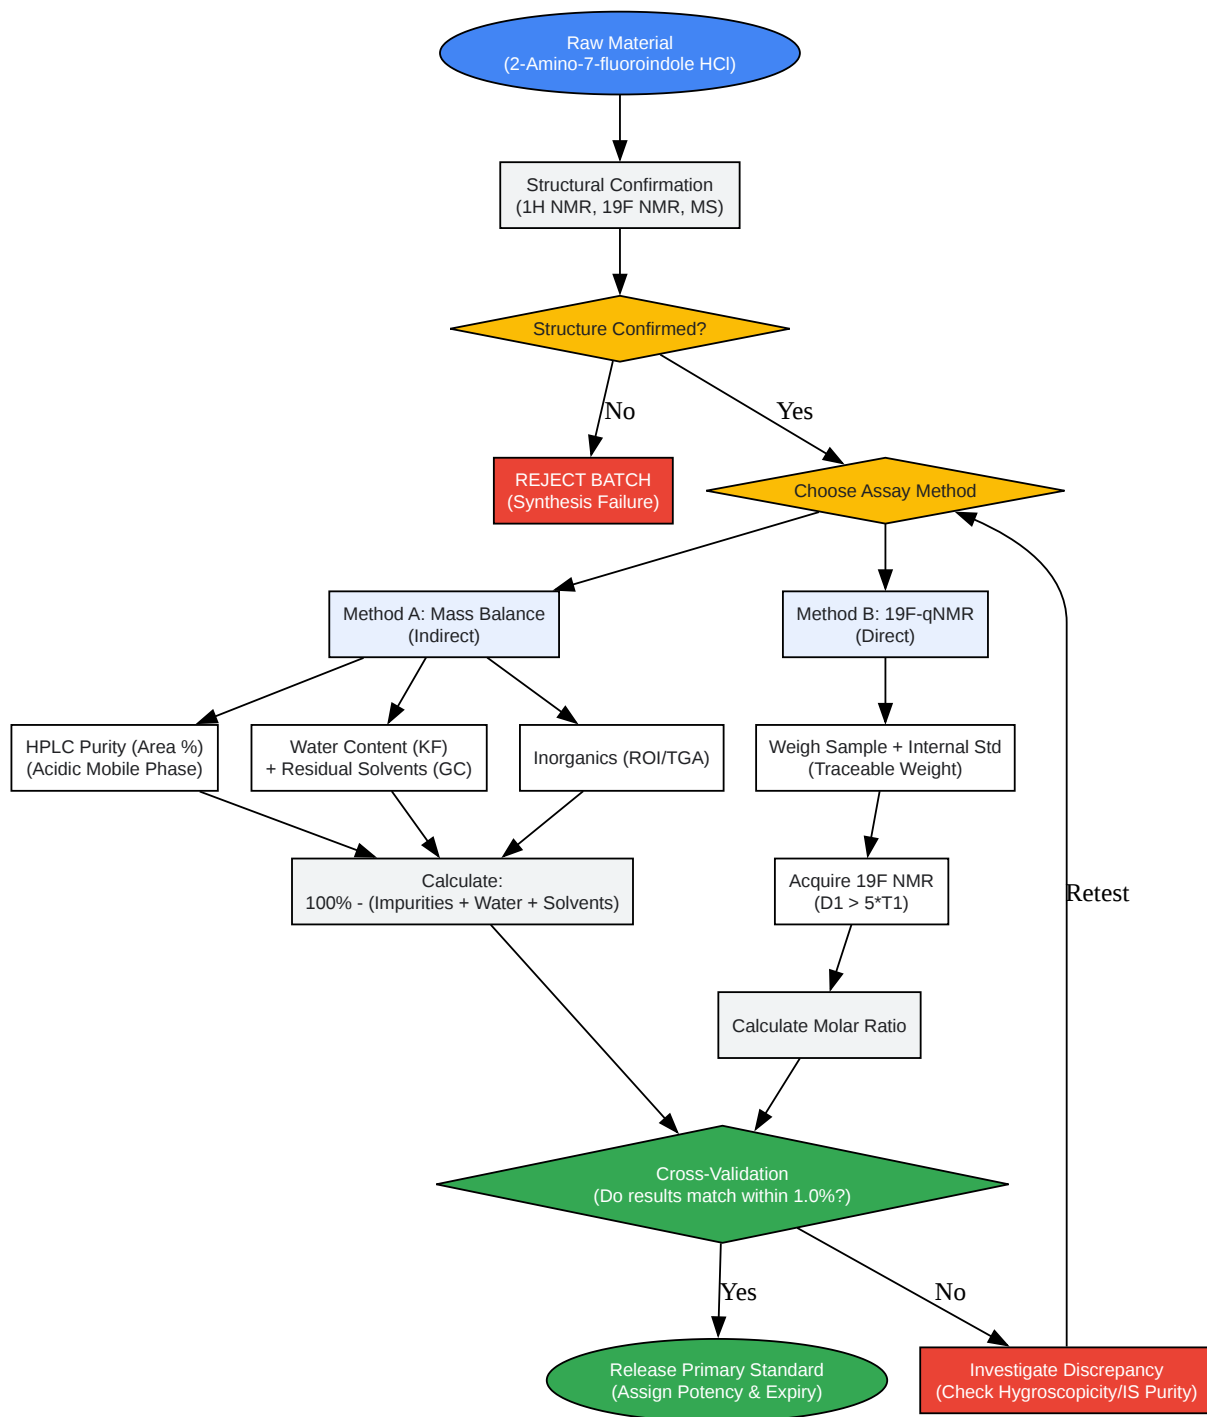 Raw Material
(2-Amino-7-fluoroindole HCl)
Structural Confirmation
(1H NMR, 19F NMR, MS)
Structure Confirmed?
No
Yes
REJECT BATCH
(Synthesis Failure)
Choose Assay Method
Method A: Mass Balance
(Indirect)
Method B: 19F-qNMR
(Direct)
HPLC Purity (Area %)
(Acidic Mobile Phase)
Water Content (KF)
+ Residual Solvents (GC)
Inorganics (ROI/TGA)
Weigh Sample + Internal Std
(Traceable Weight)
Calculate:
100% - (Impurities + Water + Solvents)
Acquire 19F NMR
(D1 > 5*T1)
Retest
Calculate Molar Ratio
Cross-Validation
(Do results match within 1.0%?)
Yes
No
Release Primary Standard
(Assign Potency & Expiry)
Investigate Discrepancy
(Check Hygroscopicity/IS Purity)